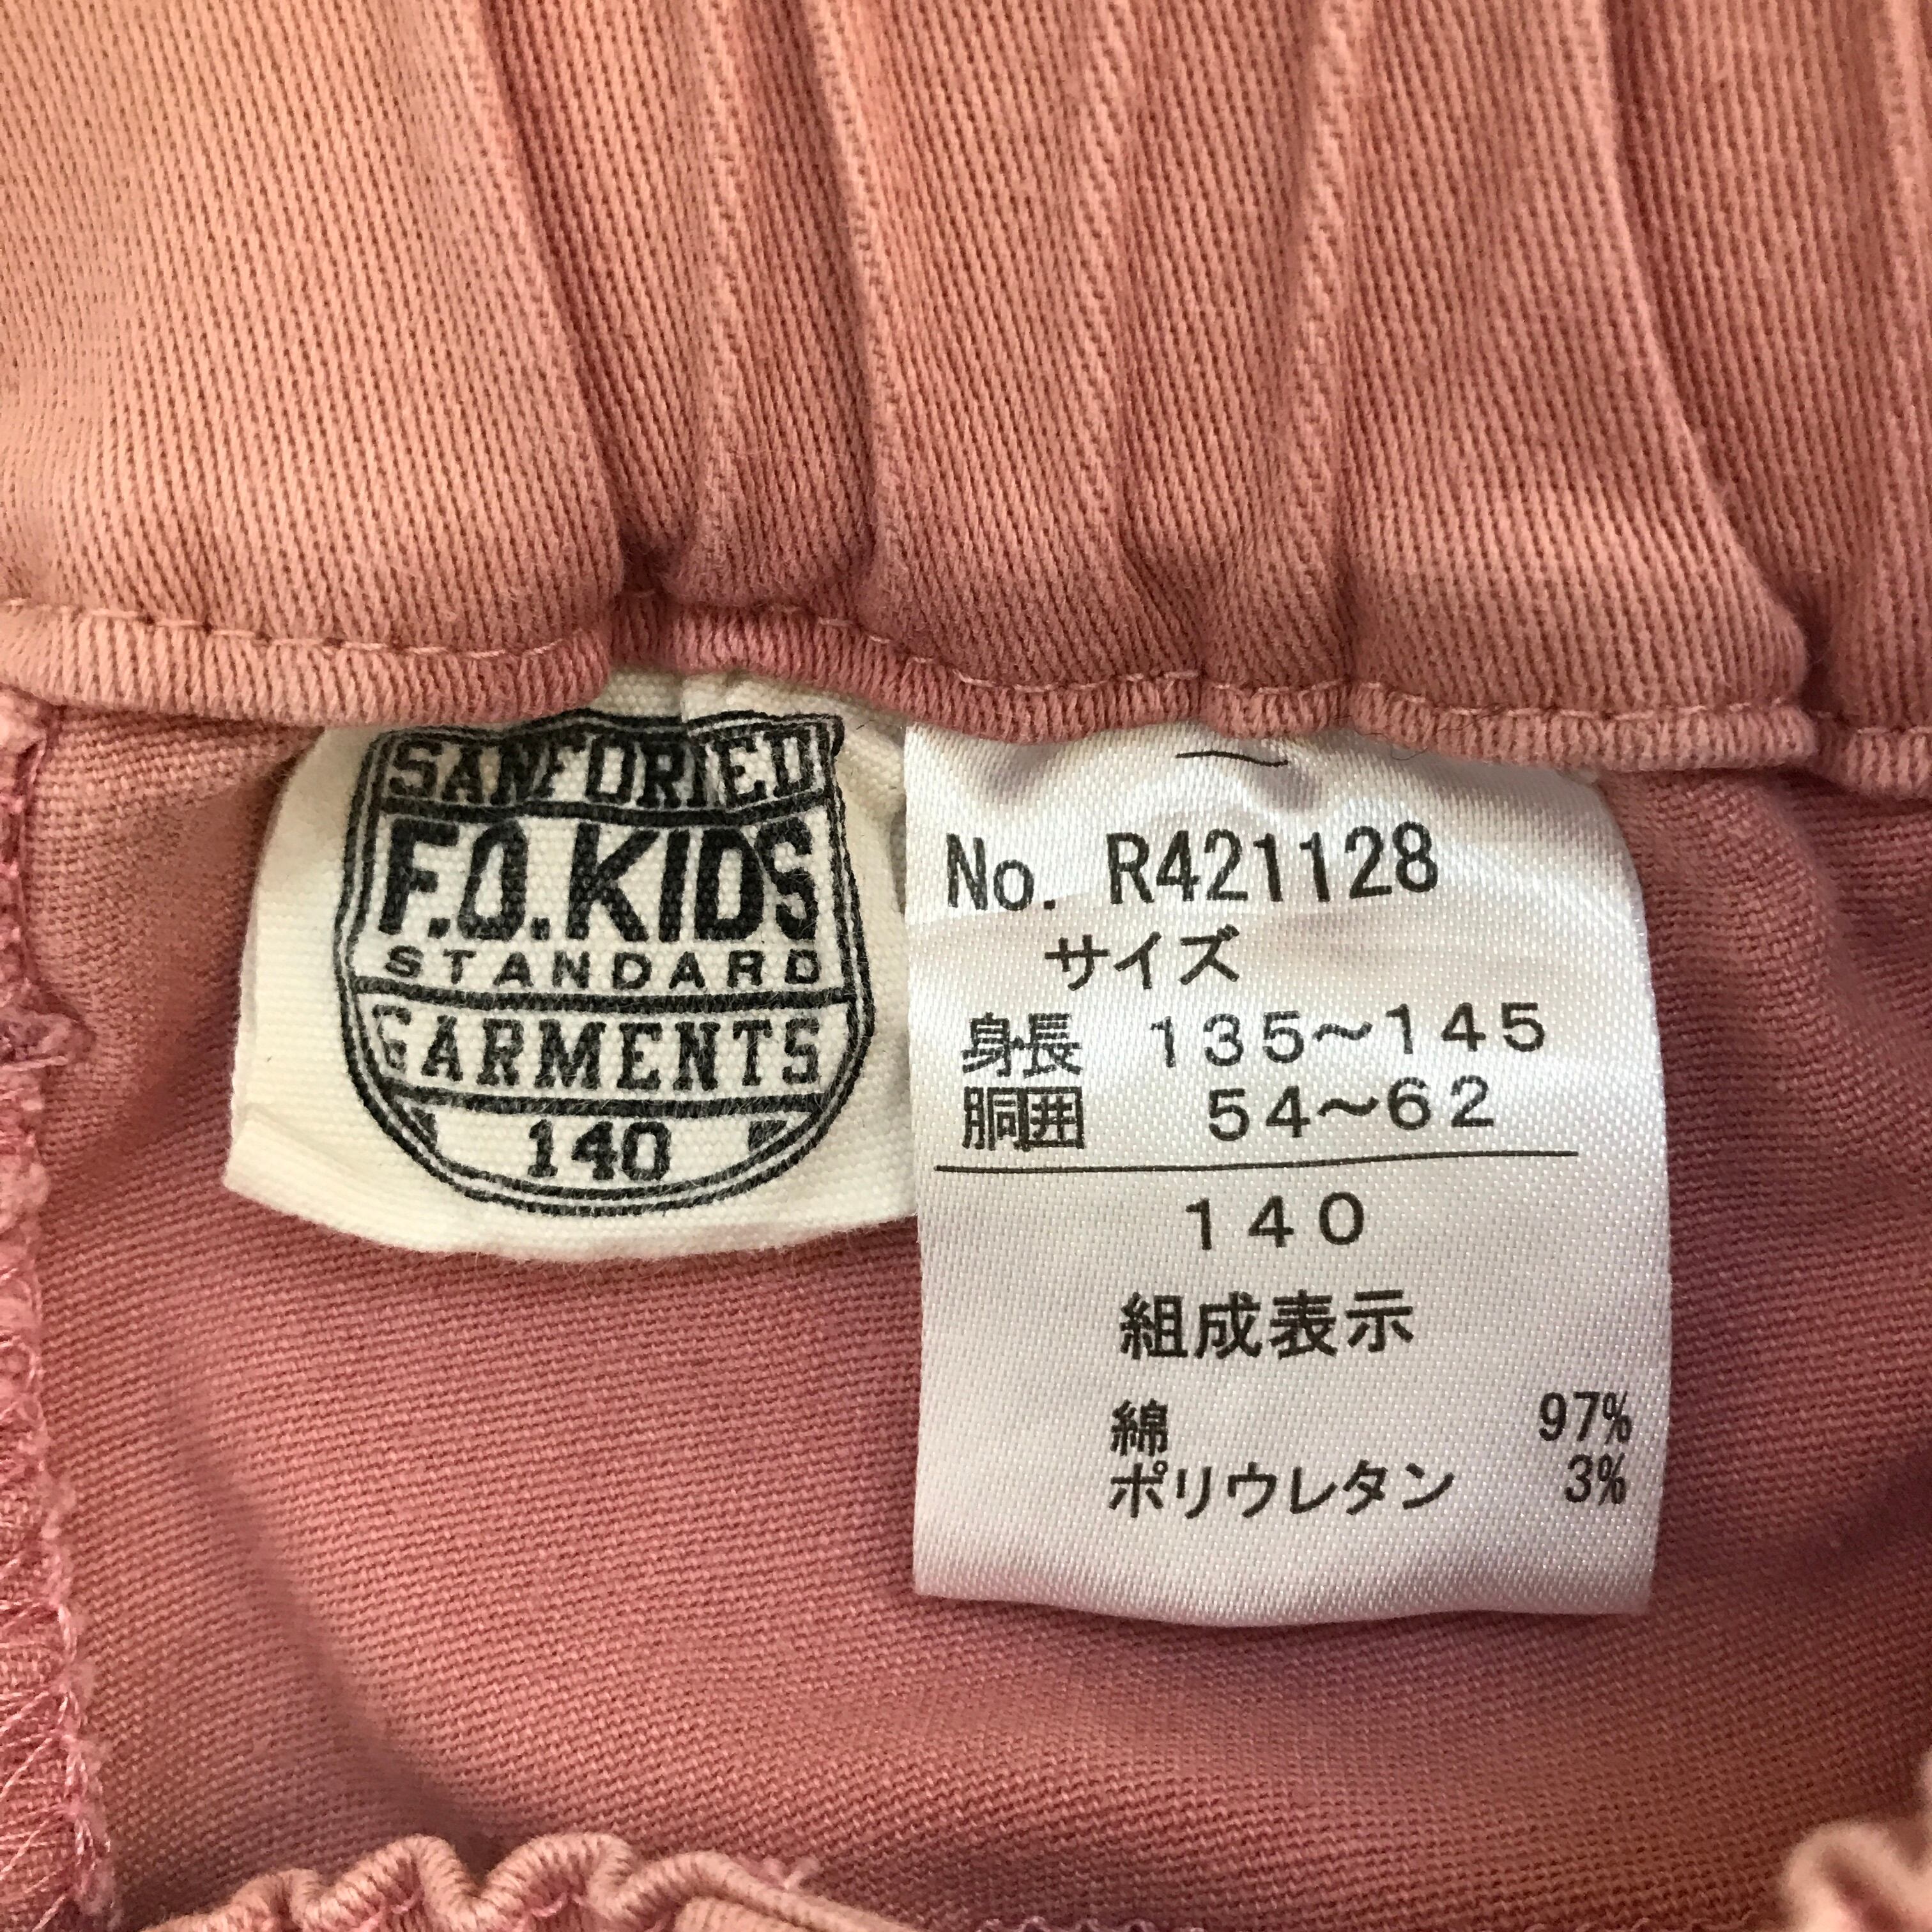 SANFORIED
F.O.KIDS
STANDARD
GARMENTS
140
No. R421128
サイズ
身長 135～145
胴囲 54～62
140
組成表示
綿 97%
ポリウレタン 3%